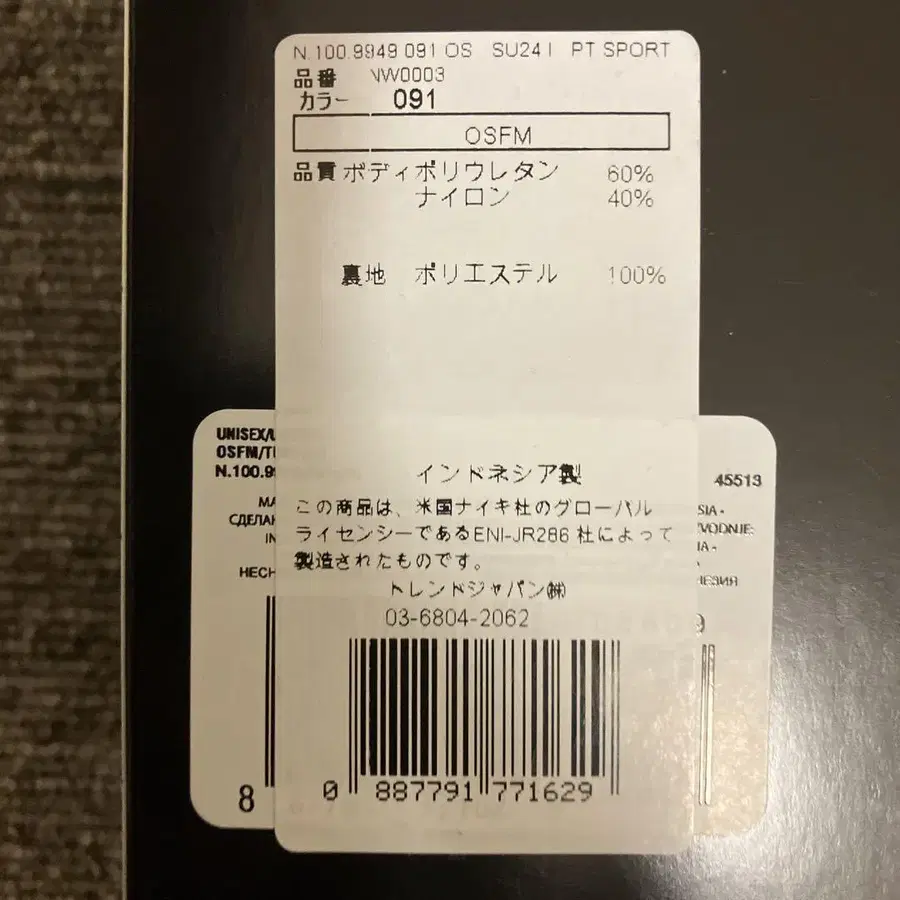 N.100.9949 091 OS SU24 I PT SPORT
品番 NW0003
カラー 091
OSFM
品質 ボディ ポリウレタン 60%
ナイロン 40%
裏地 ポリエステル 100%
UNISEX/
OSFM/
N.100.9
45513
インドネシア製
この商品は、米国ナイキ社のグローバル
ライセンシーであるENI-JR286 社によって
製造されたものです。
トレンドジャパン㈱
03-6804-2062
HECH
8
0 887791 771629